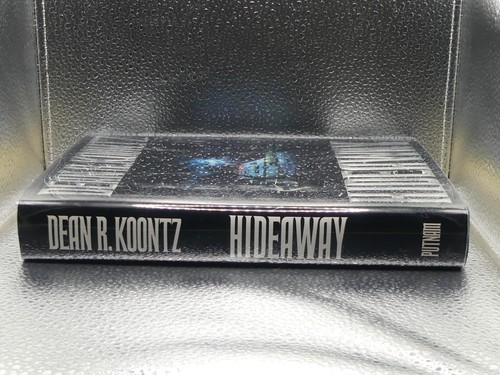 DEAN R. KOONTZ
HIDEAWAY
PUTNAM